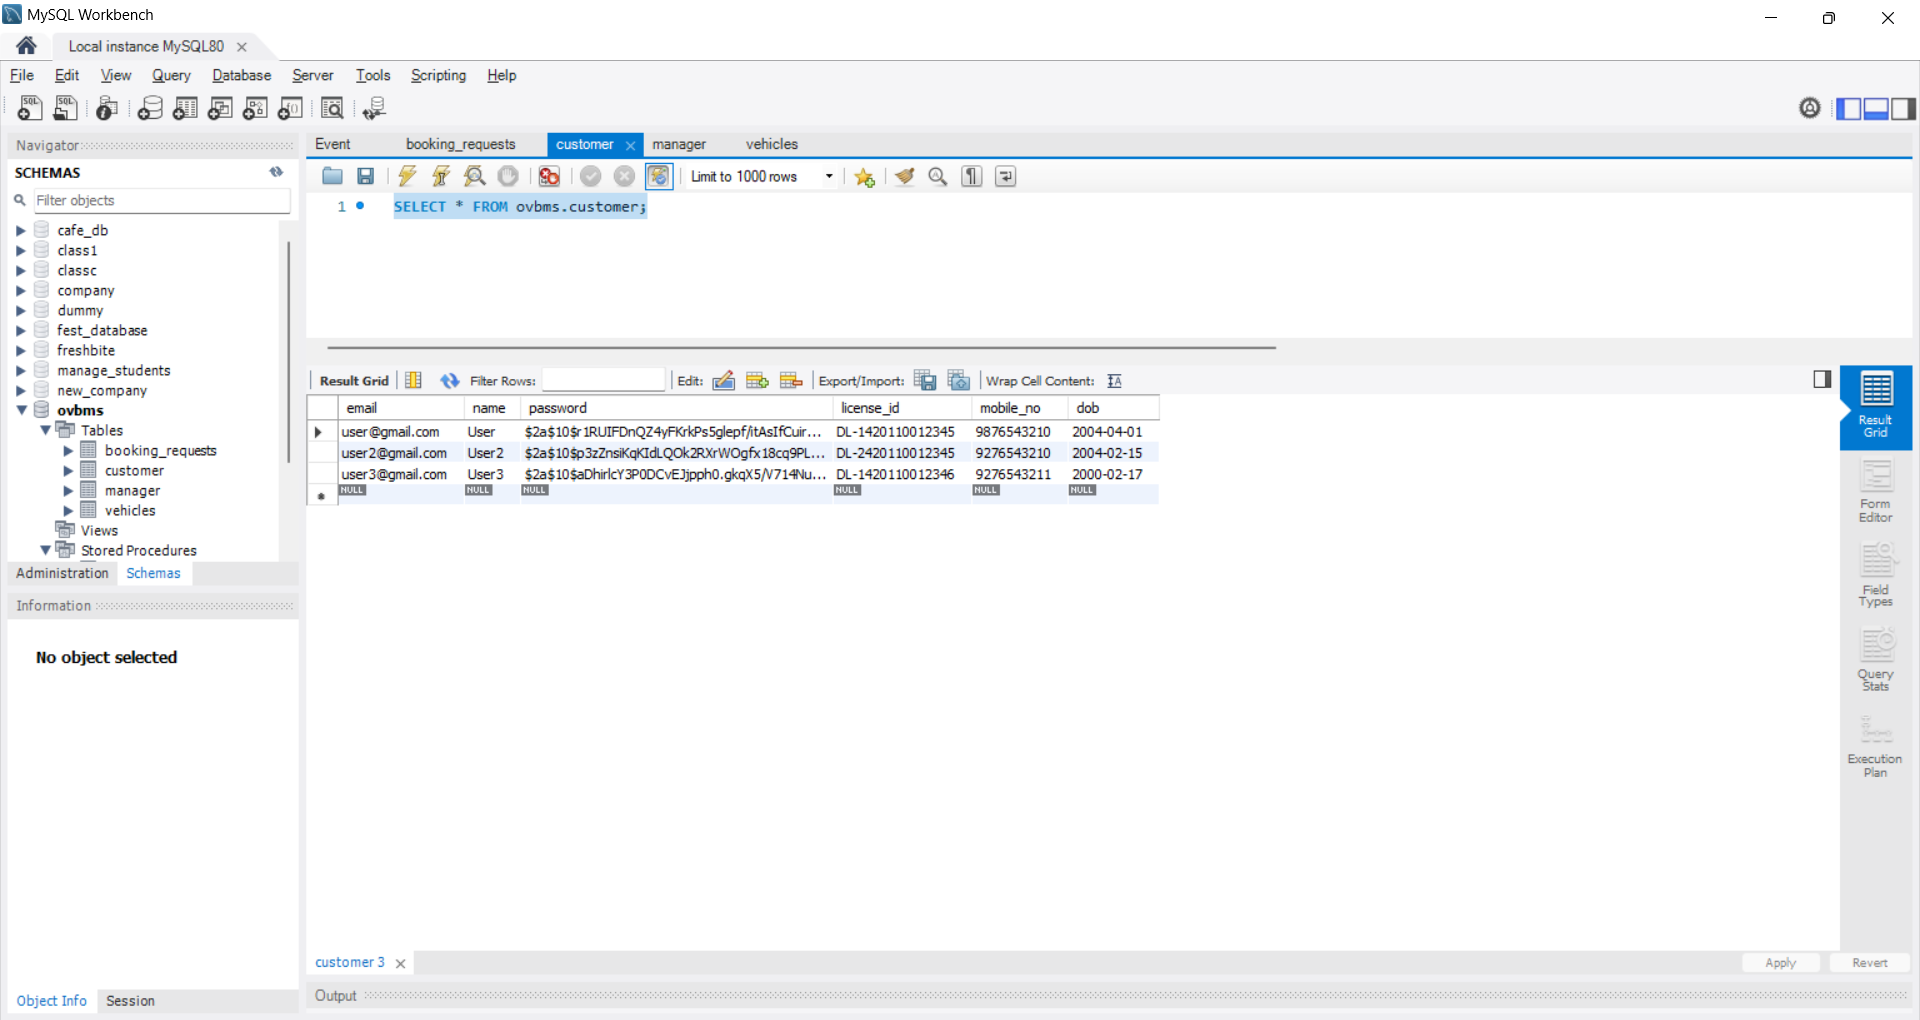 MySQL Workbench
Local instance MySQL80
File Edit View Query Database Server Tools Scripting Help
Navigator
SCHEMAS
Filter objects
cafe_db
class1
classc
company
dummy
fest_database
freshbite
manage_students
new_company
ovbms
Tables
booking_requests
customer
manager
vehicles
Views
Stored Procedures
Administration Schemas
Information
No object selected
Object Info Session
Event booking_requests customer manager vehicles
Limit to 1000 rows
1 SELECT * FROM ovbms.customer;
Result Grid Filter Rows: Edit: Export/Import: Wrap Cell Content:
email name password license_id mobile_no dob
user@gmail.com User $2a$10$r1RUIFDnQZ4yFKrkPs5glepf/itAsIfCuir... DL-1420110012345 9876543210 2004-04-01
user2@gmail.com User2 $2a$10$p3zZnsiKqKIdLQOk2RXrWOgfx18cq9PL... DL-2420110012345 9276543210 2004-02-15
user3@gmail.com User3 $2a$10$aDhirlcY3P0DCvEJjpph0.gkqX5/V714Nu... DL-1420110012346 9276543211 2000-02-17
NULL NULL NULL NULL NULL NULL
Result Grid
Form Editor
Field Types
Query Stats
Execution Plan
customer 3
Apply Revert
Output